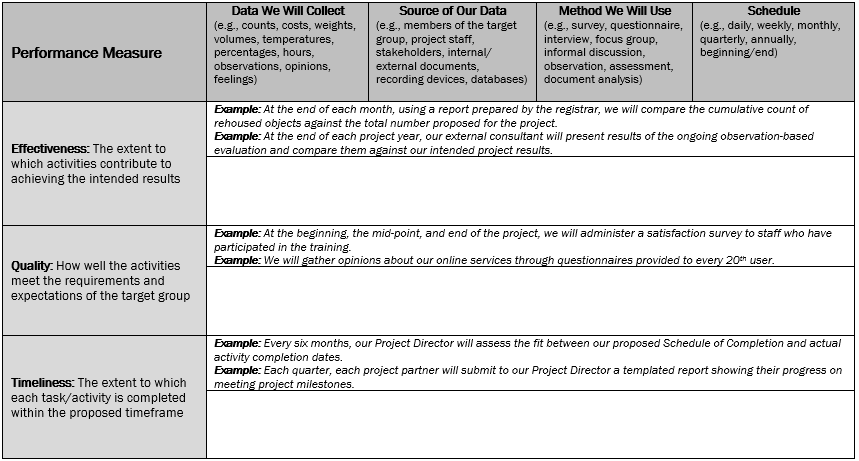 Performance Measure
Data We Will Collect
(e.g., counts, costs, weights,
volumes, temperatures,
percentages, hours,
observations, opinions,
feelings)
Source of Our Data
(e.g., members of the target
group, project staff,
stakeholders, internal/
external documents,
recording devices, databases)
Method We Will Use
(e.g., survey, questionnaire,
interview, focus group,
informal discussion,
observation, assessment,
document analysis)
Schedule
(e.g., daily, weekly, monthly,
quarterly, annually,
beginning/end)
Effectiveness: The extent to
which activities contribute to
achieving the intended results
Example: At the end of each month, using a report prepared by the registrar, we will compare the cumulative count of
rehoused objects against the total number proposed for the project.
Example: At the end of each project year, our external consultant will present results of the ongoing observation-based
evaluation and compare them against our intended project results.
Quality: How well the activities
meet the requirements and
expectations of the target group
Example: At the beginning, the mid-point, and end of the project, we will administer a satisfaction survey to staff who have
participated in the training.
Example: We will gather opinions about our online services through questionnaires provided to every 20th user.
Timeliness: The extent to which
each task/activity is completed
within the proposed timeframe
Example: Every six months, our Project Director will assess the fit between our proposed Schedule of Completion and actual
activity completion dates.
Example: Each quarter, each project partner will submit to our Project Director a templated report showing their progress on
meeting project milestones.